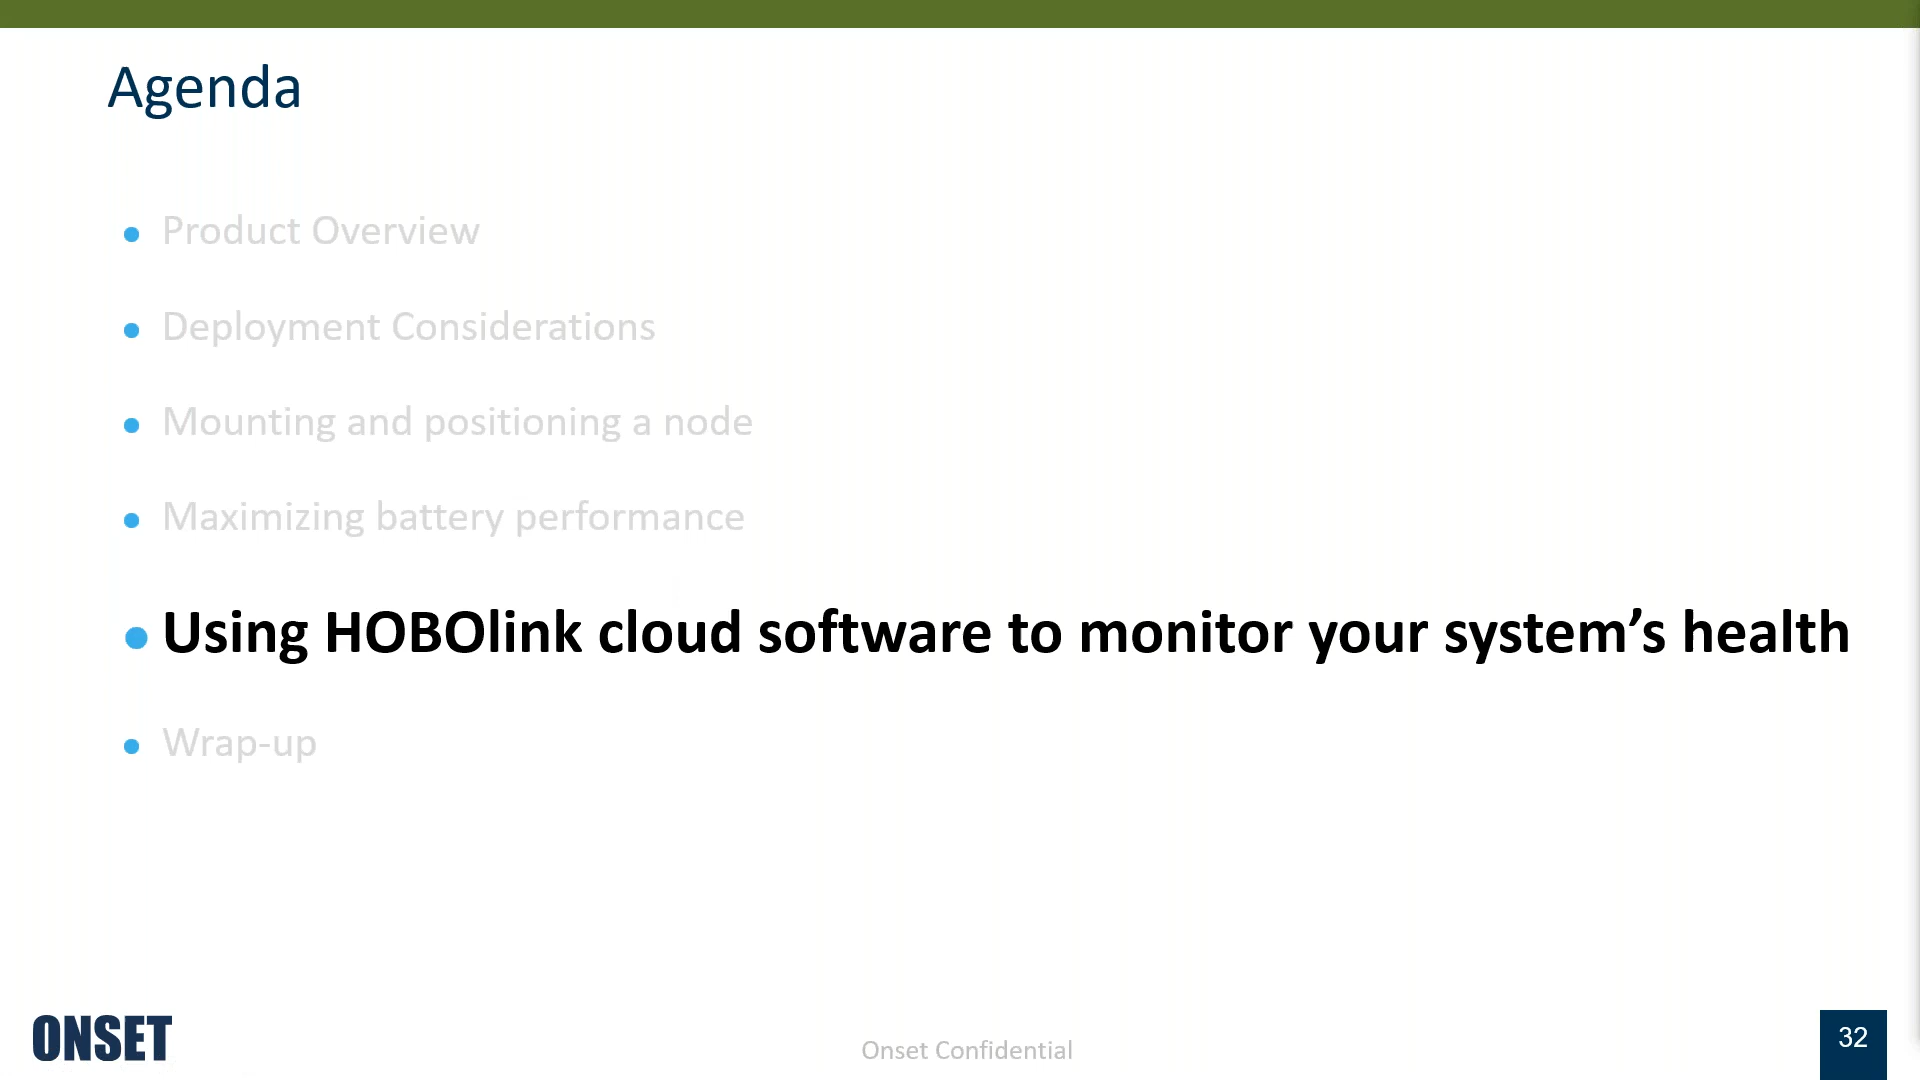 Agenda
Product Overview
Deployment Considerations
Mounting and positioning a node
Maximizing battery performance
Using HOBOlink cloud software to monitor your system’s health
Wrap-up
ONSET
Onset Confidential
32